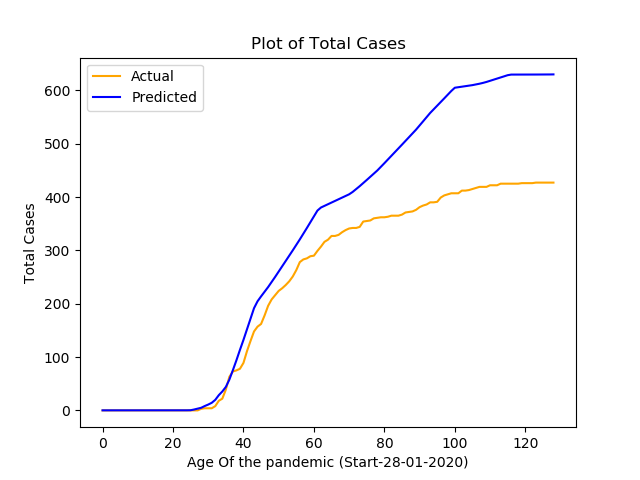 Plot of Total Cases
Actual
Predicted
600
500
400
300
200
100
0
Total Cases
0 20 40 60 80 100 120
Age Of the pandemic (Start-28-01-2020)